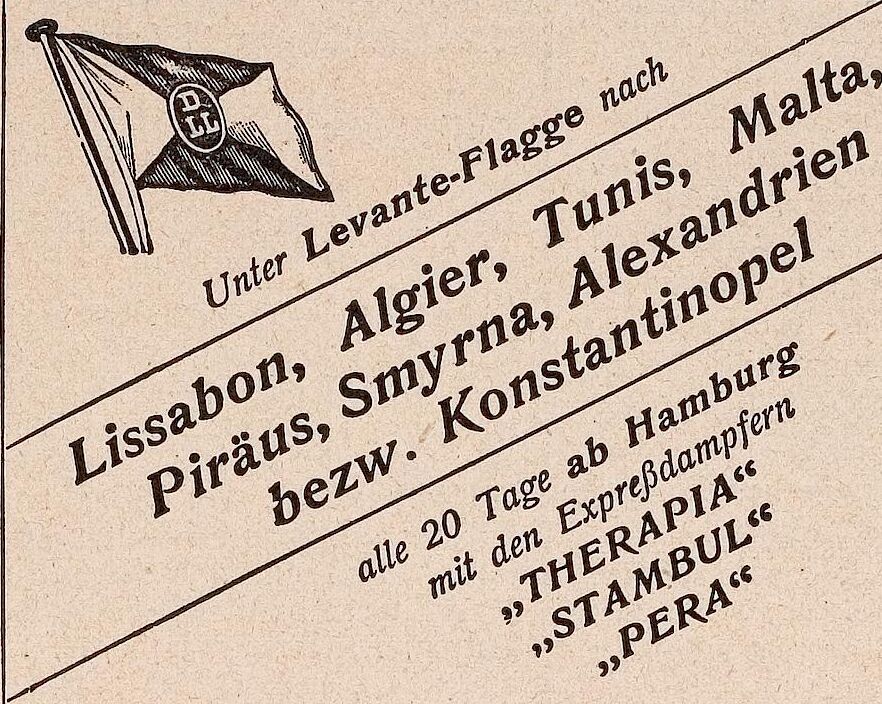 D
LL
Unter Levante-Flagge nach
Lissabon, Algier, Tunis, Malta,
Piräus, Smyrna, Alexandrien
bezw. Konstantinopel
alle 20 Tage ab Hamburg
mit den Expreßdampfern
„THERAPIA“
„STAMBUL“
„PERA“